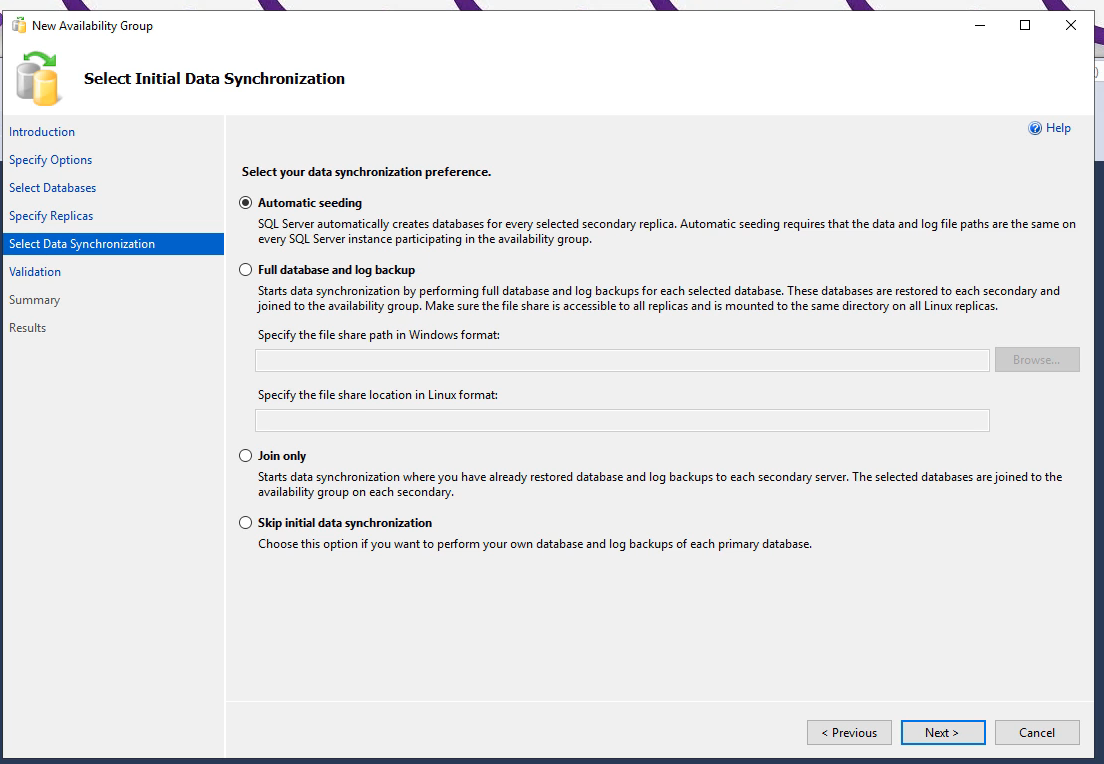 New Availability Group
Select Initial Data Synchronization
Introduction
Specify Options
Select Databases
Specify Replicas
Select Data Synchronization
Validation
Summary
Results
Help
Select your data synchronization preference.
Automatic seeding
SQL Server automatically creates databases for every selected secondary replica. Automatic seeding requires that the data and log file paths are the same on
every SQL Server instance participating in the availability group.
Full database and log backup
Starts data synchronization by performing full database and log backups for each selected database. These databases are restored to each secondary and
joined to the availability group. Make sure the file share is accessible to all replicas and is mounted to the same directory on all Linux replicas.
Specify the file share path in Windows format:
Browse...
Specify the file share location in Linux format:
Join only
Starts data synchronization where you have already restored database and log backups to each secondary server. The selected databases are joined to the
availability group on each secondary.
Skip initial data synchronization
Choose this option if you want to perform your own database and log backups of each primary database.
< Previous
Next >
Cancel